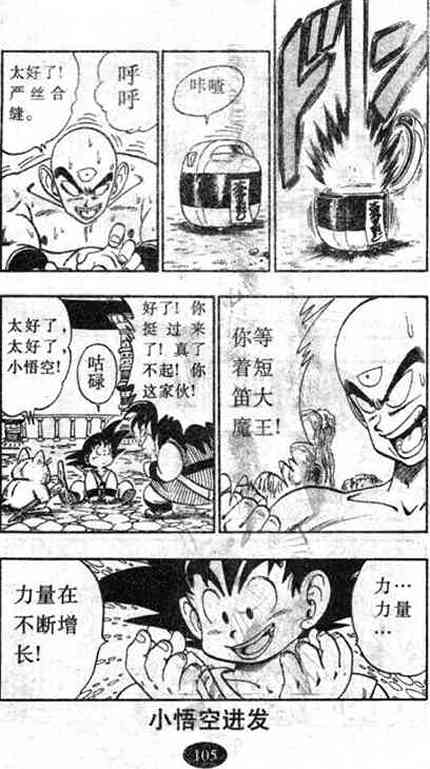 咔喳
呼
呼
太好了!
严丝合
缝。
你等
着短
笛大
魔王!
好了! 你
挺过来
了! 真了
不起! 你
这家伙!
咕
碌
太好了,
太好了,
小悟空!
力…
力量
…
力量在
不断增
长!
小悟空进发
105